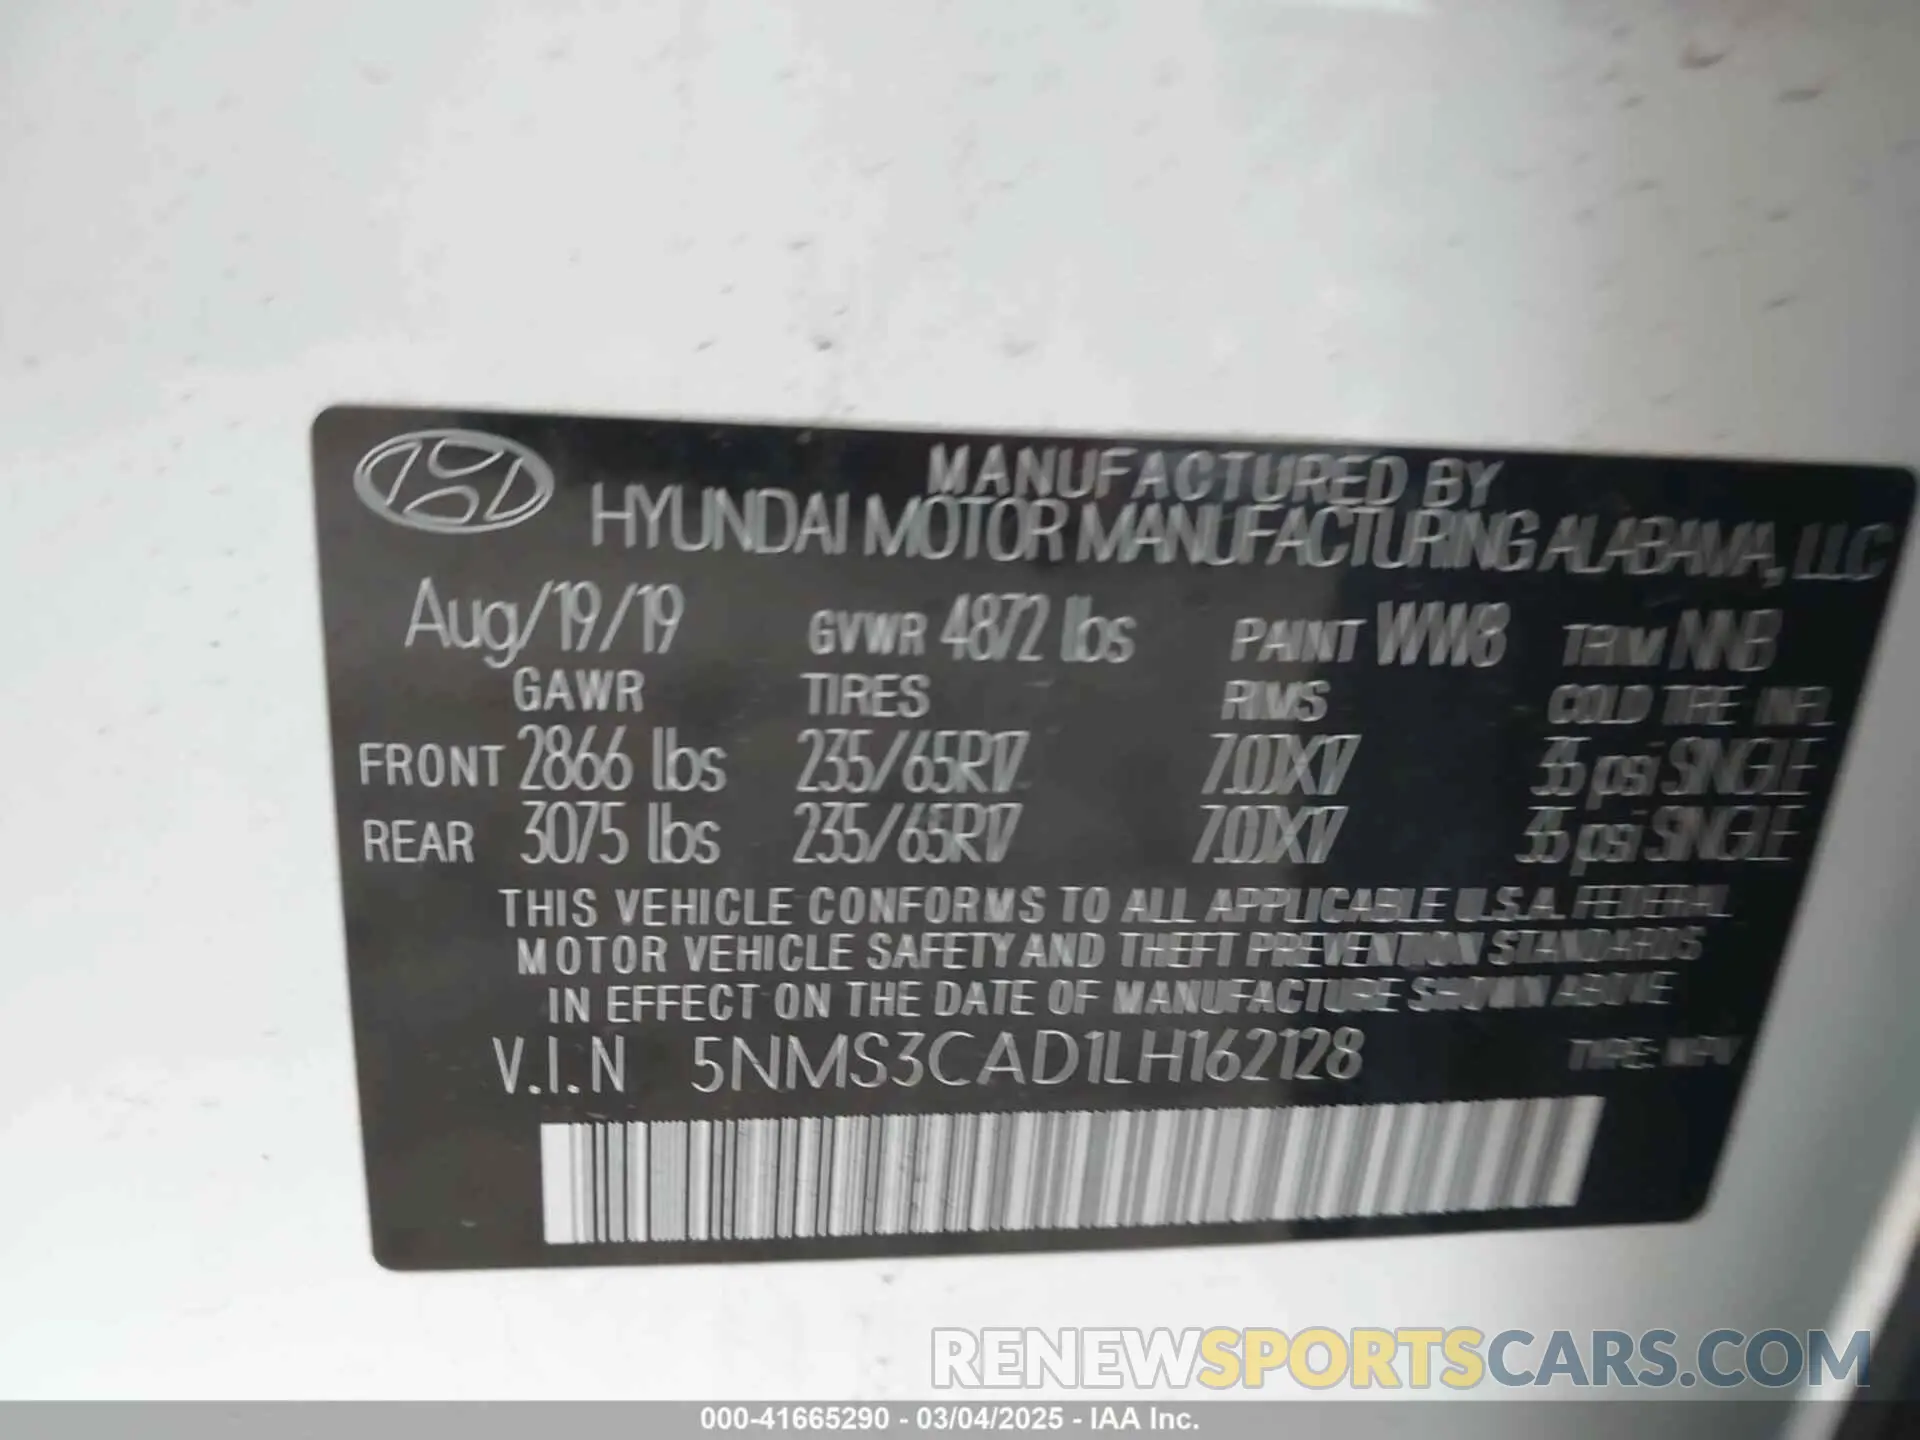 MANUFACTURED BY
HYUNDAI MOTOR MANUFACTURING ALABAMA, LLC
Aug/19/19 GVWR 4872 lbs PAINT WW8 TRIM NNB
GAWR TIRES RIMS COLD TIRE INFL
FRONT 2866 lbs 235/65R17 7.0JX17 35 psi SINGLE
REAR 3075 lbs 235/65R17 7.0JX17 35 psi SINGLE
THIS VEHICLE CONFORMS TO ALL APPLICABLE U.S.A. FEDERAL
MOTOR VEHICLE SAFETY AND THEFT PREVENTION STANDARDS
IN EFFECT ON THE DATE OF MANUFACTURE SHOWN ABOVE
V.I.N 5NMS3CAD1LH162128 TYPE: MPV
RENEWSPORTSCARS.COM
000-41665290 - 03/04/2025 - IAA Inc.